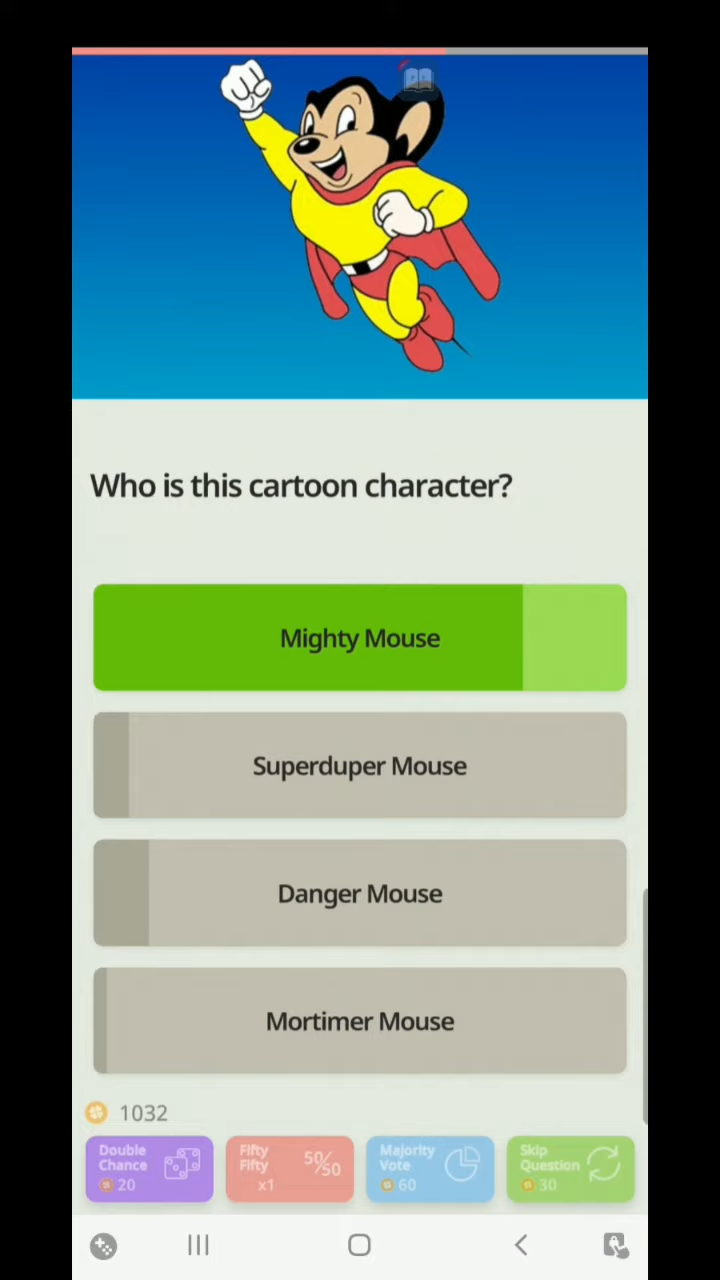 Who is this cartoon character?
Mighty Mouse
Superduper Mouse
Danger Mouse
Mortimer Mouse
1032
Double
Chance
20
Fifty
Fifty
x1
50/50
Majority
Vote
60
Skip
Question
30